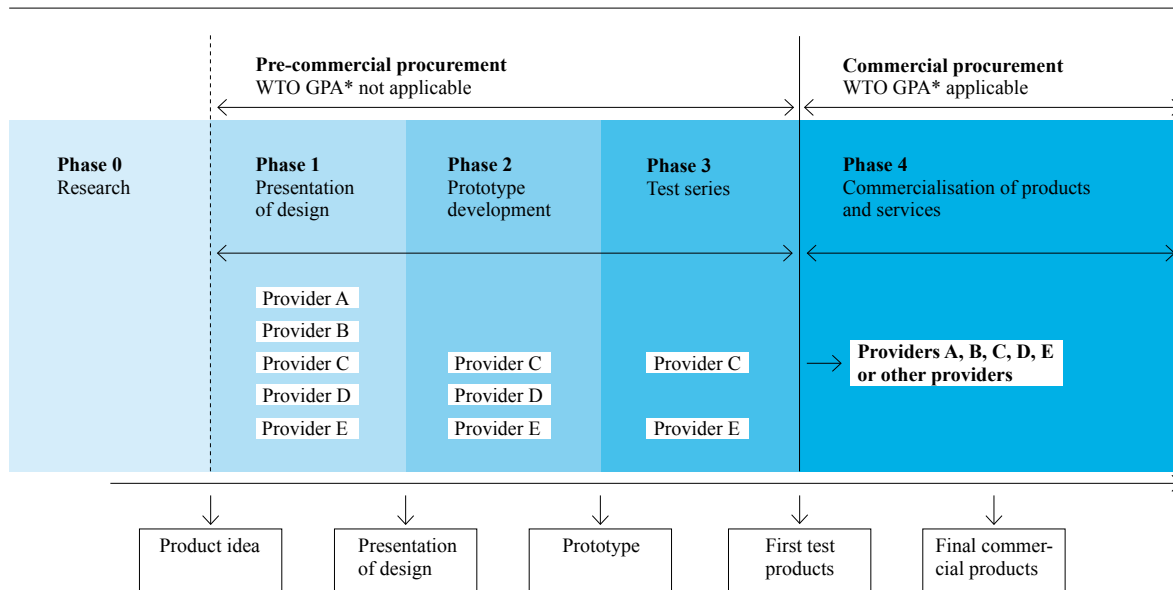 Pre-commercial procurement
WTO GPA* not applicable
Commercial procurement
WTO GPA* applicable
Phase 0
Research
Phase 1
Presentation
of design
Phase 2
Prototype
development
Phase 3
Test series
Phase 4
Commercialisation of products
and services
Provider A
Provider B
Provider C
Provider D
Provider E
Provider C
Provider D
Provider E
Provider C
Provider E
Providers A, B, C, D, E
or other providers
Product idea
Presentation
of design
Prototype
First test
products
Final commer-
cial products